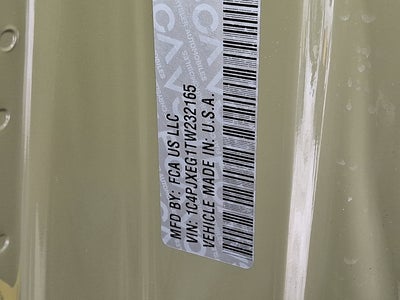 MFD BY: FCA US LLC
VIN: 1C4PJXEG1TW232165
VEHICLE MADE IN: U.S.A.